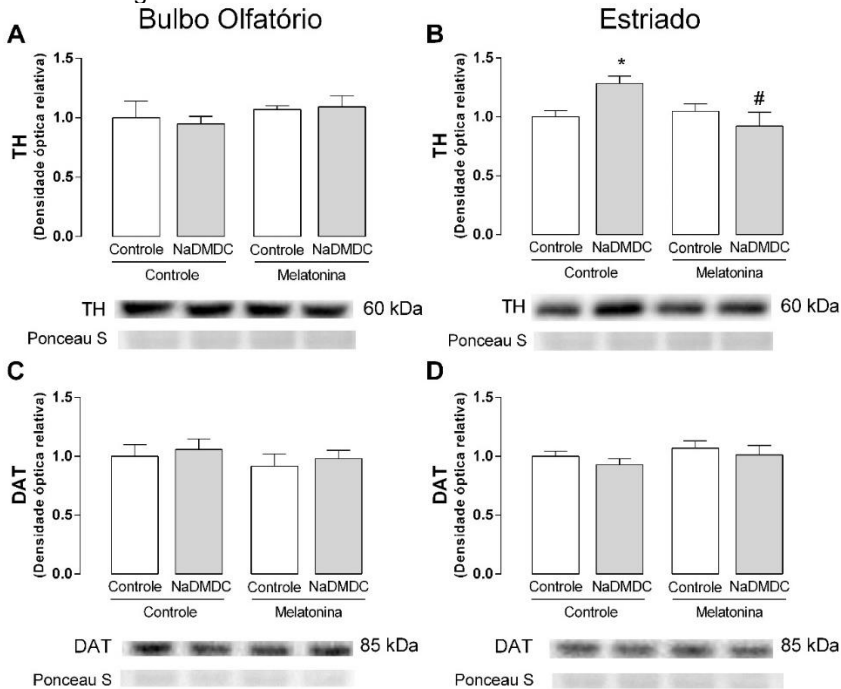 Bulbo Olfatório
Estriado
A
TH
(Densidade óptica relativa)
1.5
1.0
0.5
0.0
Controle NaDMDC Controle NaDMDC
Controle Melatonina
TH 60 kDa
Ponceau S
B
TH
(Densidade óptica relativa)
1.5
1.0
0.5
0.0
*
#
Controle NaDMDC Controle NaDMDC
Controle Melatonina
TH 60 kDa
Ponceau S
C
DAT
(Densidade óptica relativa)
1.5
1.0
0.5
0.0
Controle NaDMDC Controle NaDMDC
Controle Melatonina
DAT 85 kDa
Ponceau S
D
DAT
(Densidade óptica relativa)
1.5
1.0
0.5
0.0
Controle NaDMDC Controle NaDMDC
Controle Melatonina
DAT 85 kDa
Ponceau S